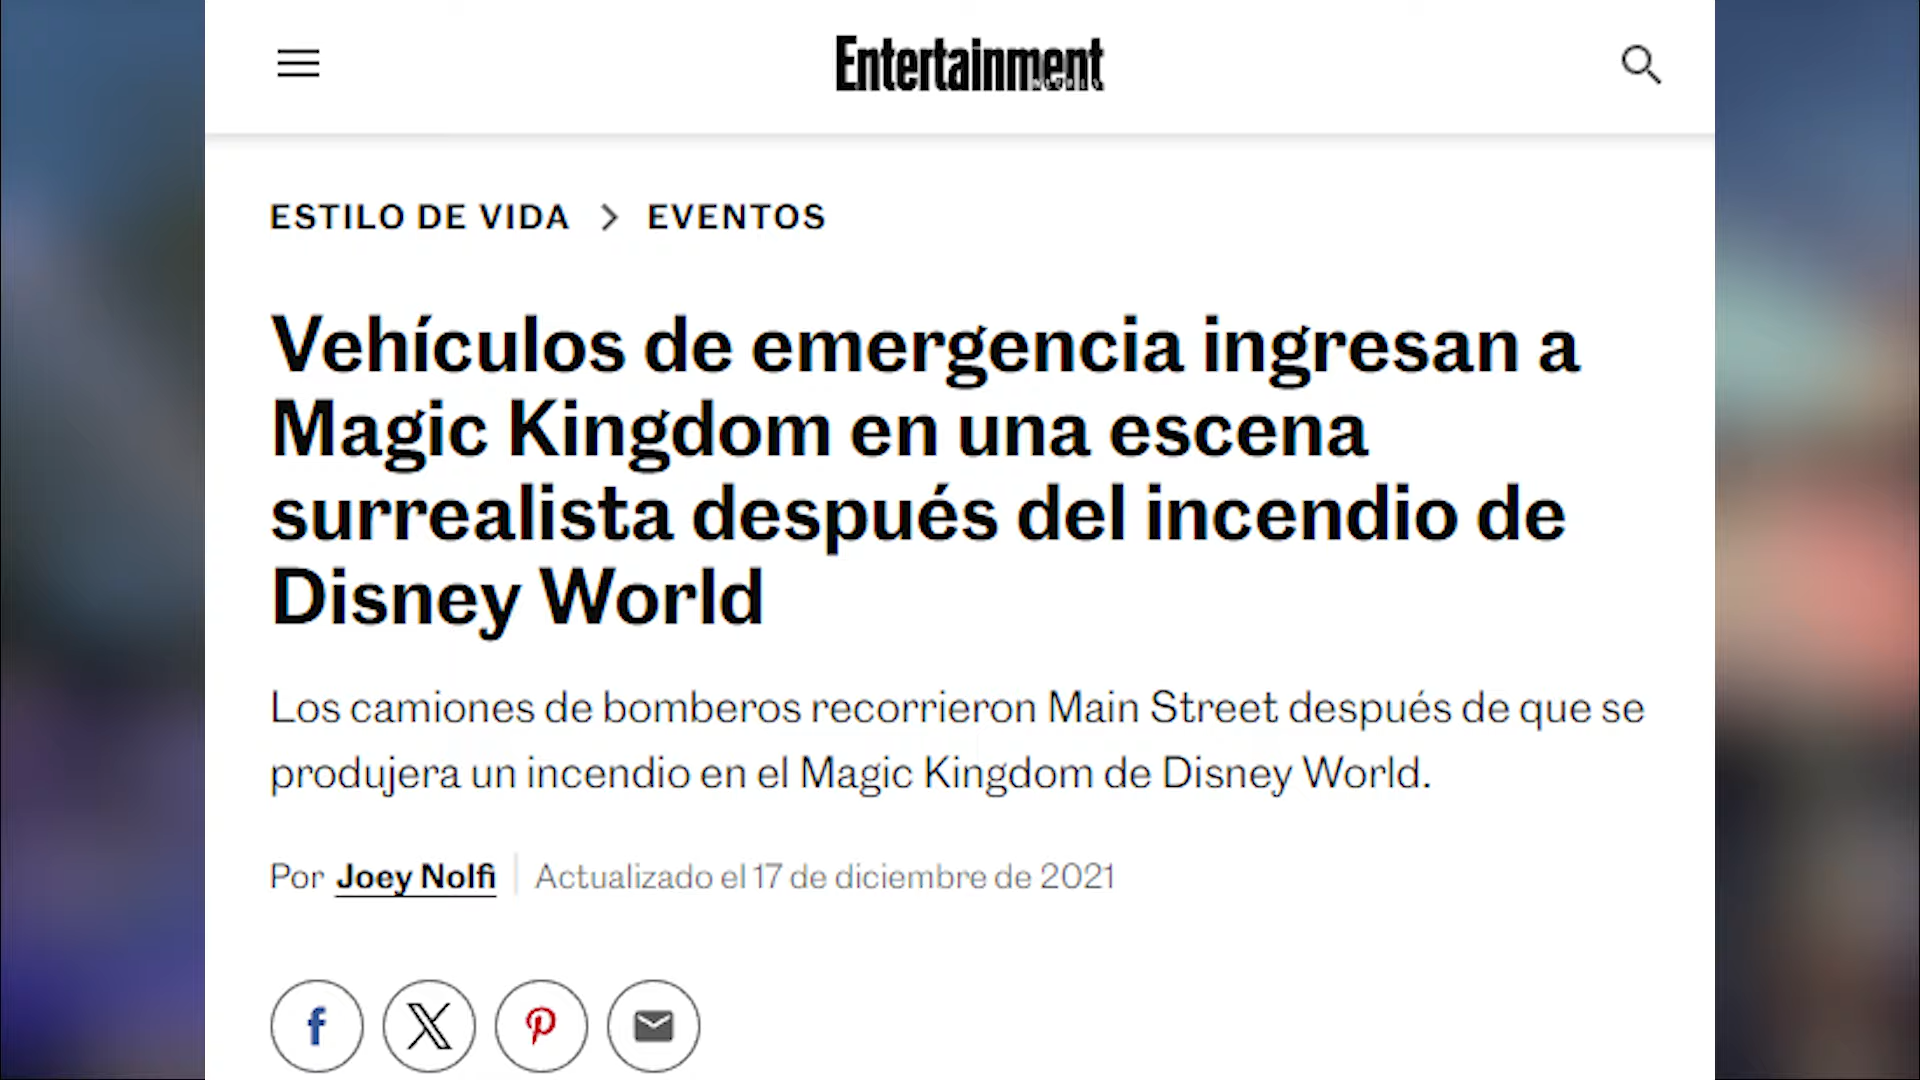 Entertainment
ESTILO DE VIDA > EVENTOS
Vehículos de emergencia ingresan a
Magic Kingdom en una escena
surrealista después del incendio de
Disney World
Los camiones de bomberos recorrieron Main Street después de que se
produjera un incendio en el Magic Kingdom de Disney World.
Por Joey Nolfi Actualizado el 17 de diciembre de 2021